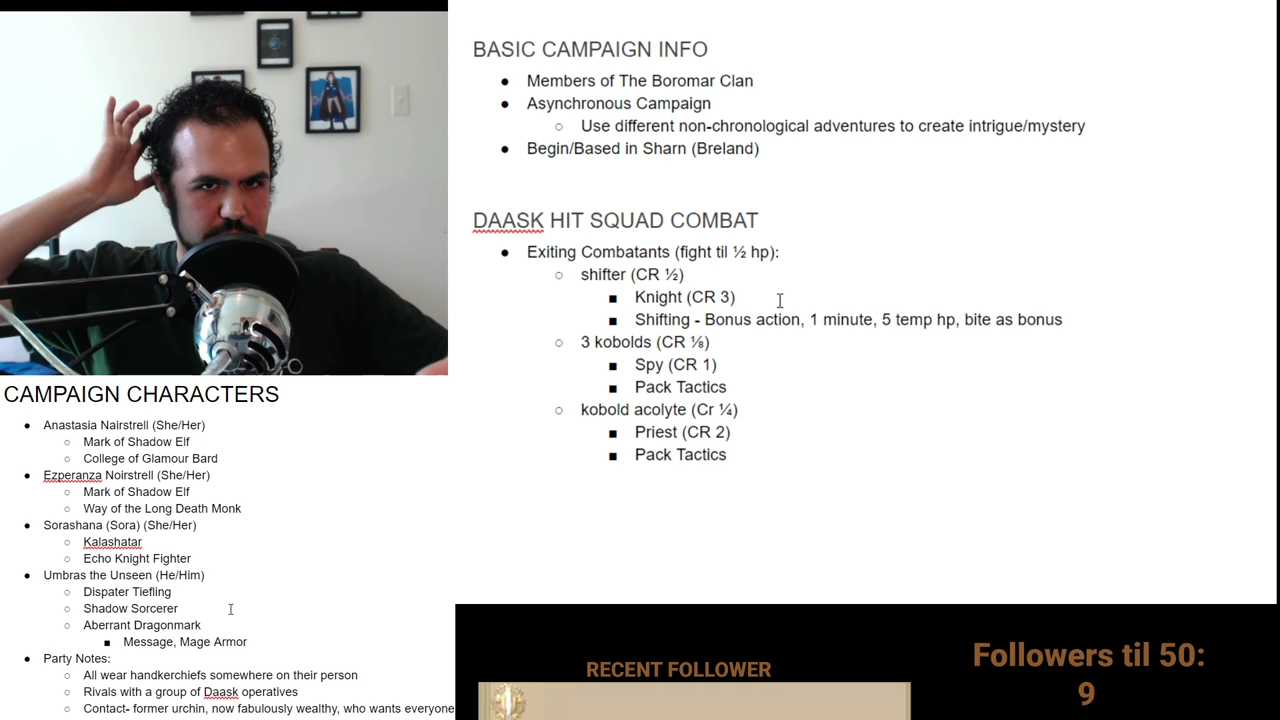 BASIC CAMPAIGN INFO
● Members of The Boromar Clan
● Asynchronous Campaign
○ Use different non-chronological adventures to create intrigue/mystery
● Begin/Based in Sharn (Breland)
DAASK HIT SQUAD COMBAT
● Exiting Combatants (fight til ½ hp):
○ shifter (CR ½)
■ Knight (CR 3)
■ Shifting - Bonus action, 1 minute, 5 temp hp, bite as bonus
○ 3 kobolds (CR ⅛)
■ Spy (CR 1)
■ Pack Tactics
○ kobold acolyte (Cr ¼)
■ Priest (CR 2)
■ Pack Tactics
CAMPAIGN CHARACTERS
● Anastasia Nairstrell (She/Her)
○ Mark of Shadow Elf
○ College of Glamour Bard
● Ezperanza Noirstrell (She/Her)
○ Mark of Shadow Elf
○ Way of the Long Death Monk
● Sorashana (Sora) (She/Her)
○ Kalashatar
○ Echo Knight Fighter
● Umbras the Unseen (He/Him)
○ Dispater Tiefling
○ Shadow Sorcerer
○ Aberrant Dragonmark
■ Message, Mage Armor
● Party Notes:
○ All wear handkerchiefs somewhere on their person
○ Rivals with a group of Daask operatives
○ Contact- former urchin, now fabulously wealthy, who wants everyone
RECENT FOLLOWER
Followers til 50:
9